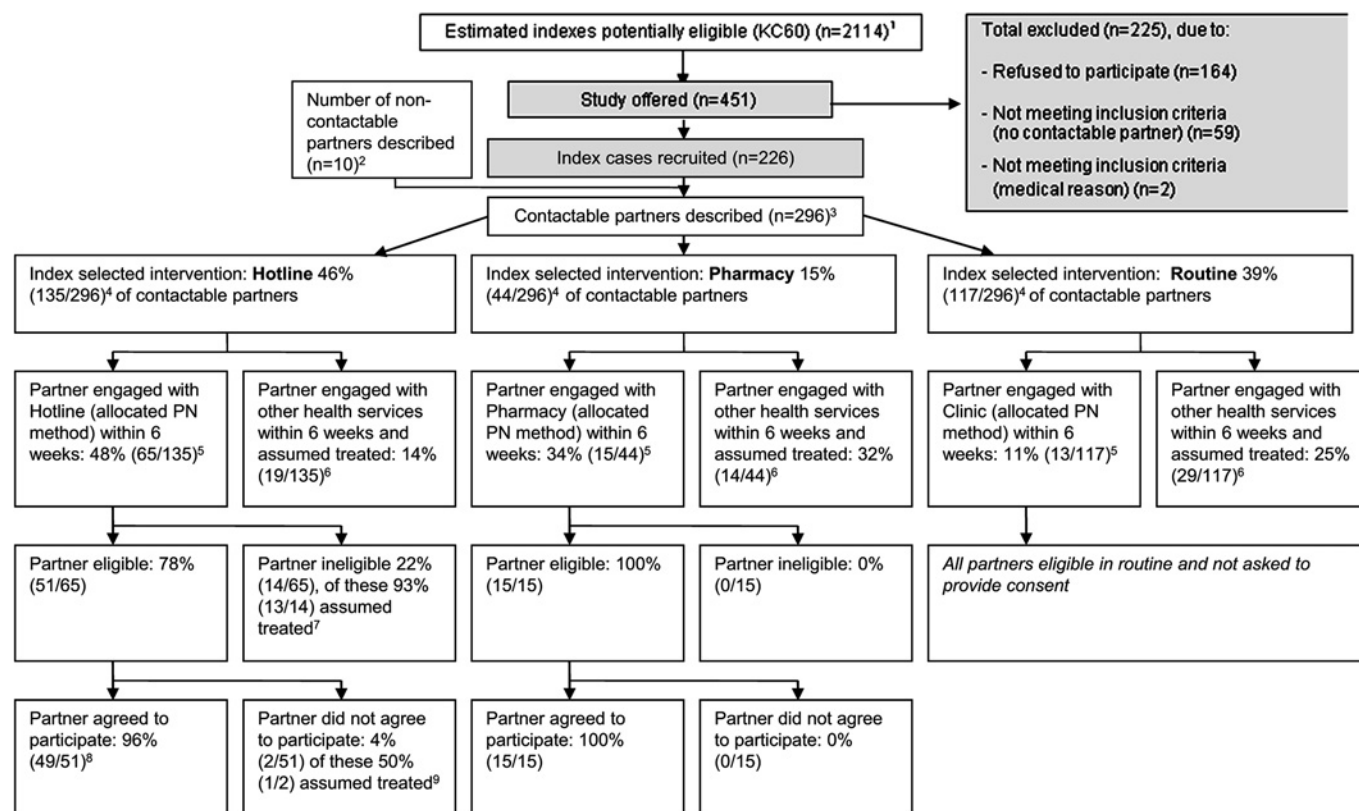 Estimated indexes potentially eligible (KC60) (n=2114)¹
Total excluded (n=225), due to:
- Refused to participate (n=164)
- Not meeting inclusion criteria
(no contactable partner) (n=59)
- Not meeting inclusion criteria
(medical reason) (n=2)
Study offered (n=451)
Number of non-
contactable
partners described
(n=10)²
Index cases recruited (n=226)
Contactable partners described (n=296)³
Index selected intervention: Hotline 46%
(135/296)⁴ of contactable partners
Index selected intervention: Pharmacy 15%
(44/296)⁴ of contactable partners
Index selected intervention: Routine 39%
(117/296)⁴ of contactable partners
Partner engaged with
Hotline (allocated PN
method) within 6
weeks: 48% (65/135)⁵
Partner engaged with
other health services
within 6 weeks and
assumed treated: 14%
(19/135)⁶
Partner engaged with
Pharmacy (allocated
PN method) within 6
weeks: 34% (15/44)⁵
Partner engaged with
other health services
within 6 weeks and
assumed treated: 32%
(14/44)⁶
Partner engaged with
Clinic (allocated PN
method) within 6
weeks: 11% (13/117)⁵
Partner engaged with
other health services
within 6 weeks and
assumed treated: 25%
(29/117)⁶
Partner eligible: 78%
(51/65)
Partner ineligible 22%
(14/65), of these 93%
(13/14) assumed
treated⁷
Partner eligible: 100%
(15/15)
Partner ineligible: 0%
(0/15)
All partners eligible in routine and not asked to
provide consent
Partner agreed to
participate: 96%
(49/51)⁸
Partner did not agree
to participate: 4%
(2/51) of these 50%
(1/2) assumed treated⁹
Partner agreed to
participate: 100%
(15/15)
Partner did not agree
to participate: 0%
(0/15)